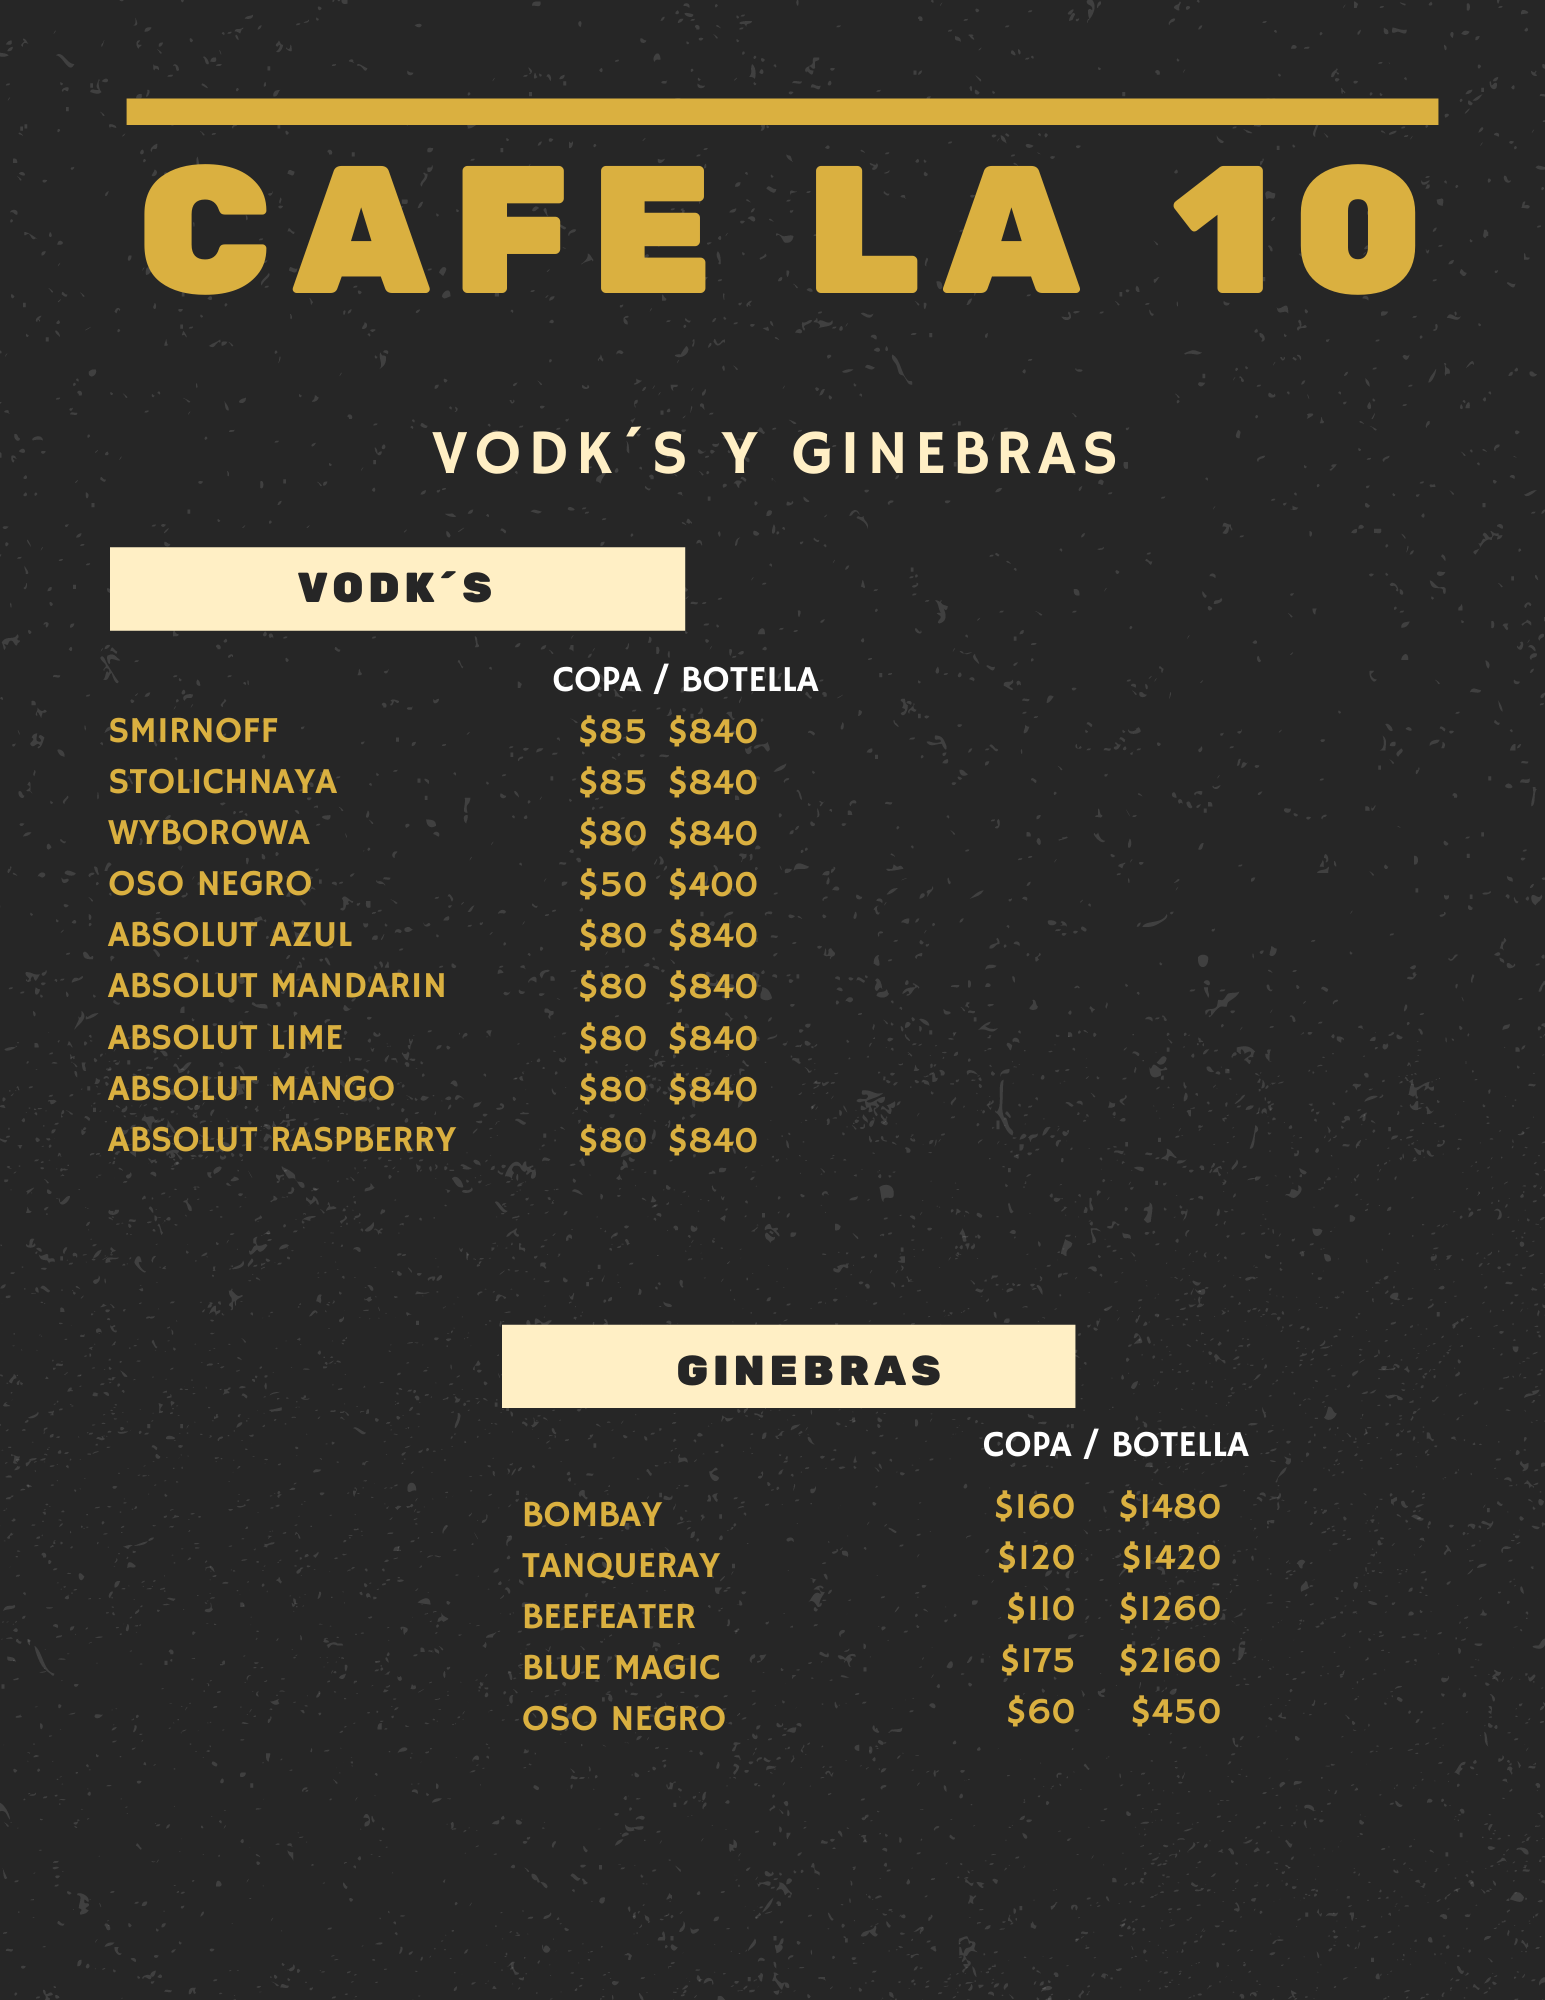 CAFE LA 10
VODK´S Y GINEBRAS
VODK´S
COPA / BOTELLA
SMIRNOFF $85 $840
STOLICHNAYA $85 $840
WYBOROWA $80 $840
OSO NEGRO $50 $400
ABSOLUT AZUL $80 $840
ABSOLUT MANDARIN $80 $840
ABSOLUT LIME $80 $840
ABSOLUT MANGO $80 $840
ABSOLUT RASPBERRY $80 $840
GINEBRAS
COPA / BOTELLA
BOMBAY $160 $1480
TANQUERAY $120 $1420
BEEFEATER $110 $1260
BLUE MAGIC $175 $2160
OSO NEGRO $60 $450